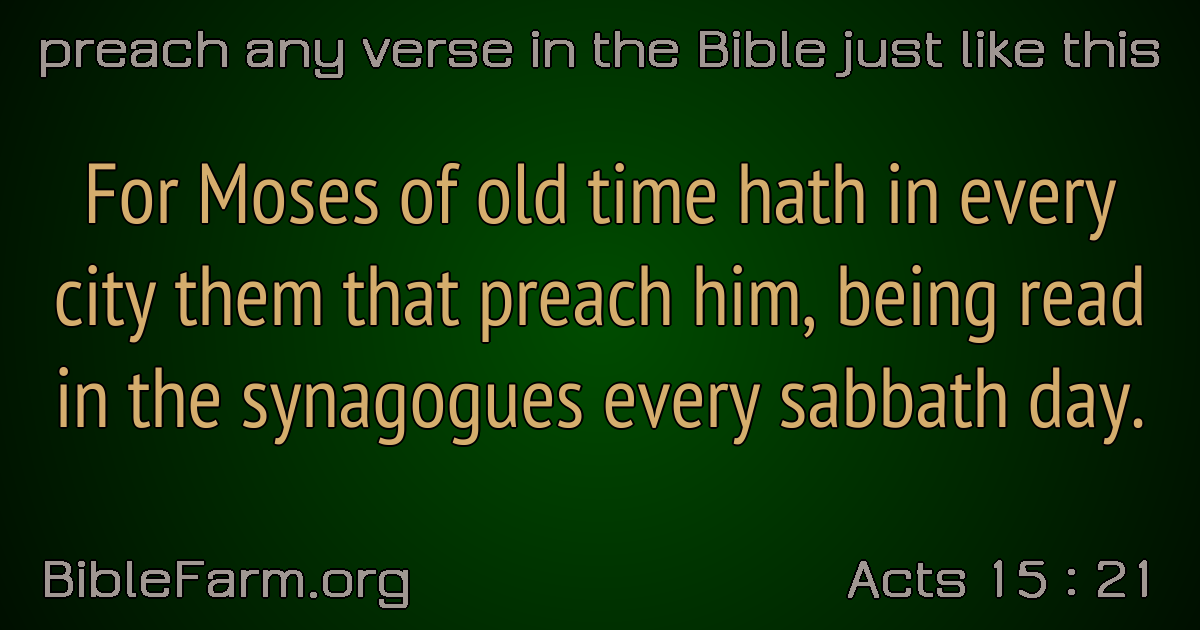 preach any verse in the Bible just like this
For Moses of old time hath in every
city them that preach him, being read
in the synagogues every sabbath day.
BibleFarm.org
Acts 15 : 21